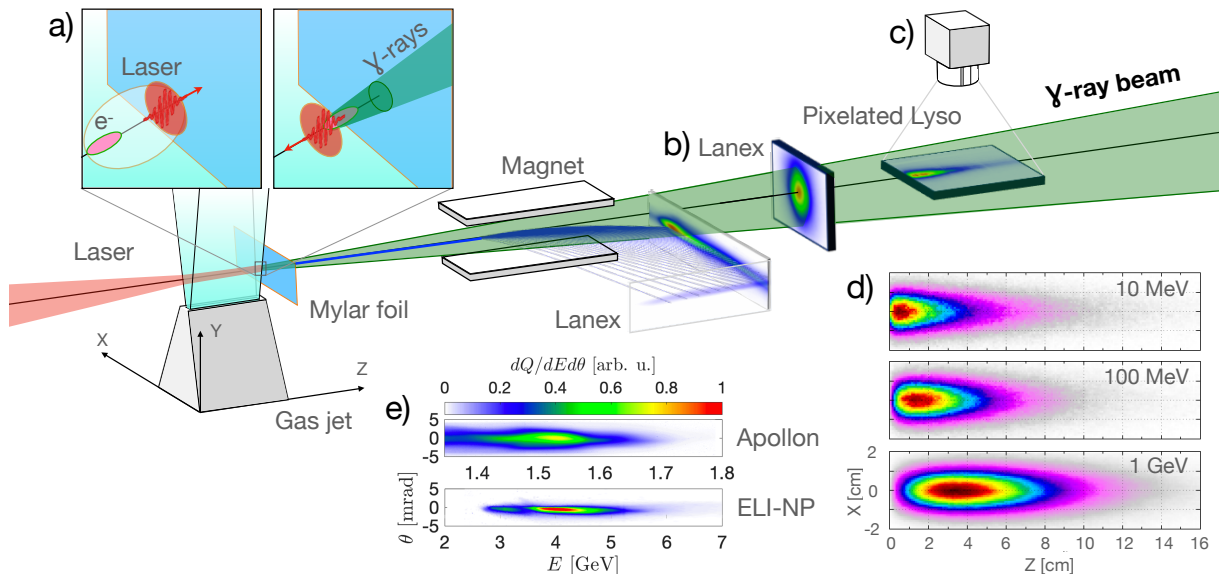 a)
Laser
e-
ɣ-rays
c)
ɣ-ray beam
Pixelated Lyso
b)
Lanex
Magnet
Laser
Mylar foil
Lanex
X
Y
Z
Gas jet
d)
10 MeV
100 MeV
1 GeV
2
0
-2
X [cm]
0 2 4 6 8 10 12 14 16
Z [cm]
e)
dQ/dEdθ [arb. u.]
0 0.2 0.4 0.6 0.8 1
5
0
-5
Apollon
1.4 1.5 1.6 1.7 1.8
5
0
-5
ELI-NP
θ [mrad]
2 3 4 5 6 7
E [GeV]